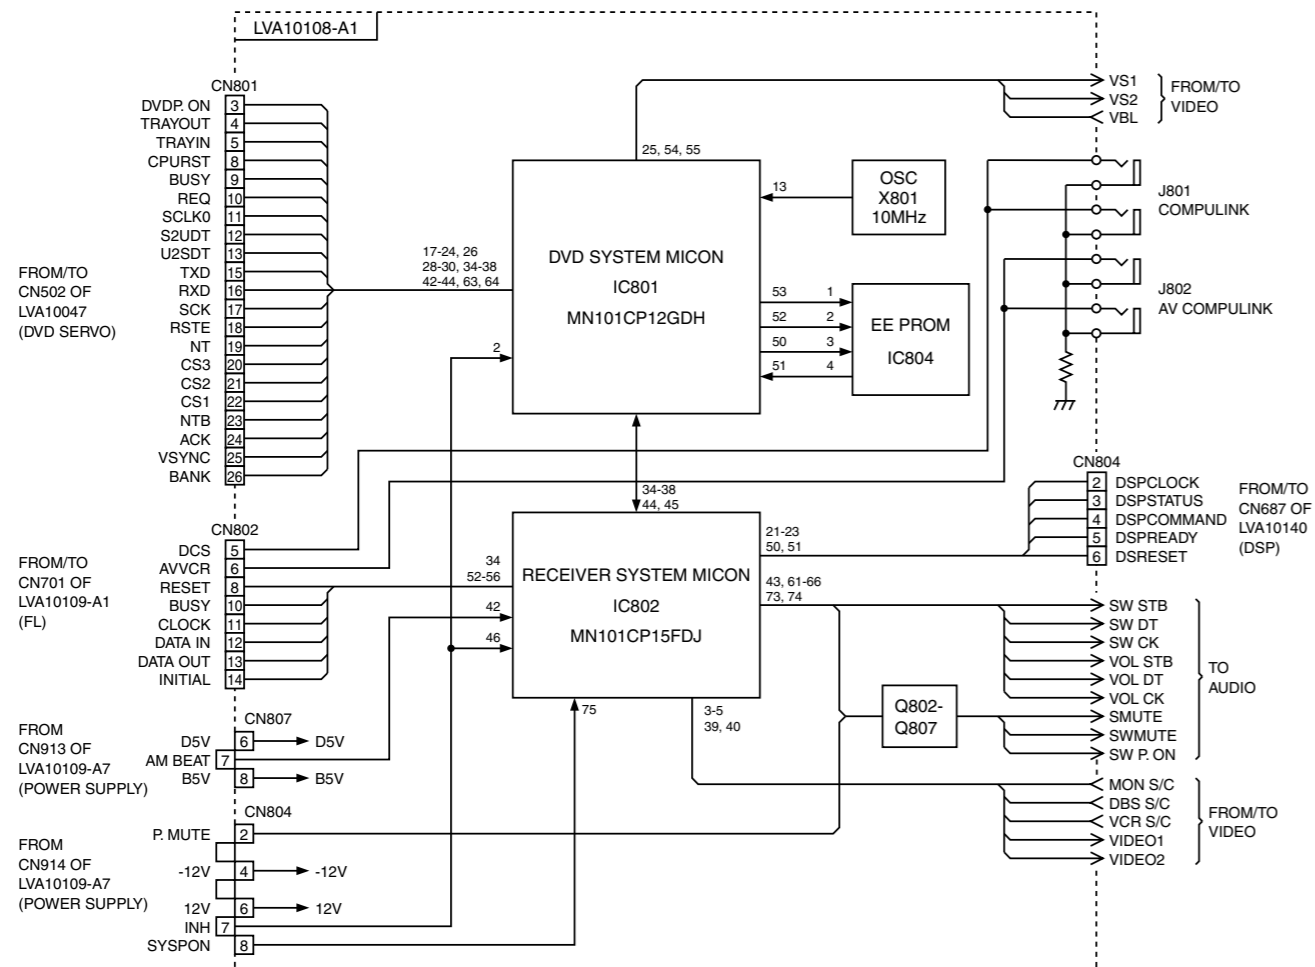 LVA10108-A1
CN801
DVDP. ON 3
TRAYOUT 4
TRAYIN 5
CPURST 8
BUSY 9
REQ 10
SCLK0 11
S2UDT 12
U2SDT 13
TXD 15
RXD 16
SCK 17
RSTE 18
NT 19
CS3 20
CS2 21
CS1 22
NTB 23
ACK 24
VSYNC 25
BANK 26
FROM/TO
CN502 OF
LVA10047
(DVD SERVO)
17-24, 26
28-30, 34-38
42-44, 63, 64
2
25, 54, 55
DVD SYSTEM MICON
IC801
MN101CP12GDH
13
OSC
X801
10MHz
53 1
52 2
50 3
51 4
EE PROM
IC804
VS1
VS2
VBL
FROM/TO
VIDEO
J801
COMPULINK
J802
AV COMPULINK
CN802
DCS 5
AVVCR 6
RESET 8
BUSY 10
CLOCK 11
DATA IN 12
DATA OUT 13
INITIAL 14
FROM/TO
CN701 OF
LVA10109-A1
(FL)
34-38
44, 45
34
52-56
42
46
RECEIVER SYSTEM MICON
IC802
MN101CP15FDJ
21-23
50, 51
43, 61-66
73, 74
75
3-5
39, 40
CN804
2 DSPCLOCK
3 DSPSTATUS
4 DSPCOMMAND
5 DSPREADY
6 DSRESET
FROM/TO
CN687 OF
LVA10140
(DSP)
SW STB
SW DT
SW CK
VOL STB
VOL DT
VOL CK
SMUTE
SWMUTE
SW P. ON
TO
AUDIO
Q802-
Q807
MON S/C
DBS S/C
VCR S/C
VIDEO1
VIDEO2
FROM/TO
VIDEO
CN807
D5V 6 D5V
AM BEAT 7
B5V 8 B5V
FROM
CN913 OF
LVA10109-A7
(POWER SUPPLY)
CN804
P. MUTE 2
-12V 4 -12V
12V 6 12V
INH 7
SYSPON 8
FROM
CN914 OF
LVA10109-A7
(POWER SUPPLY)